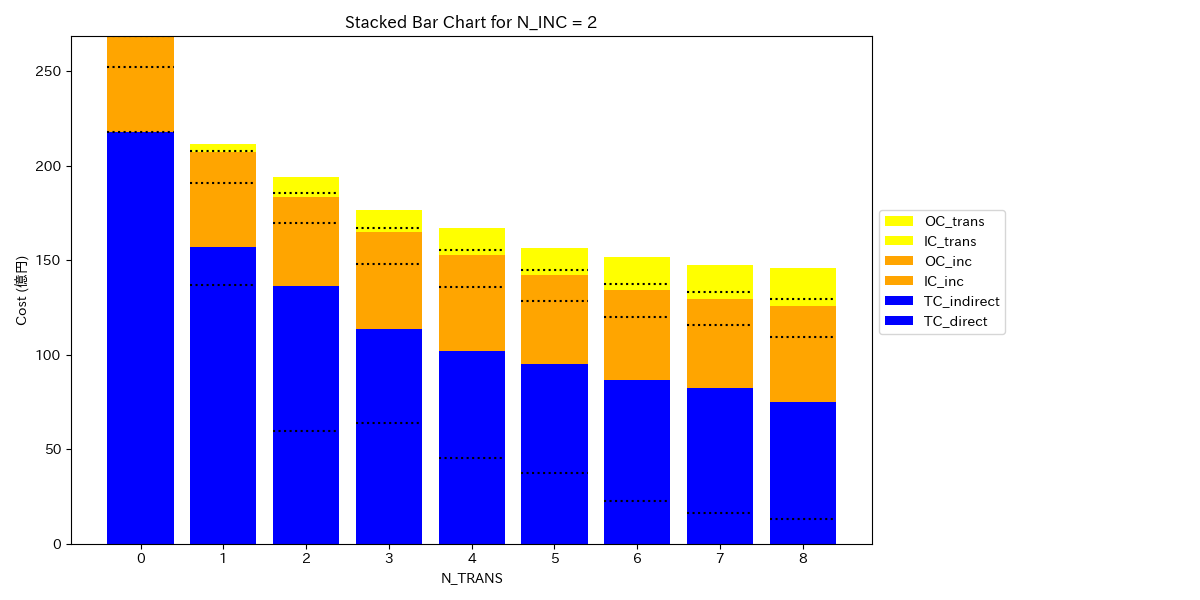 Stacked Bar Chart for N_INC = 2
Cost (億円)
250
200
150
100
50
0
0 1 2 3 4 5 6 7 8
N_TRANS
OC_trans
IC_trans
OC_inc
IC_inc
TC_indirect
TC_direct